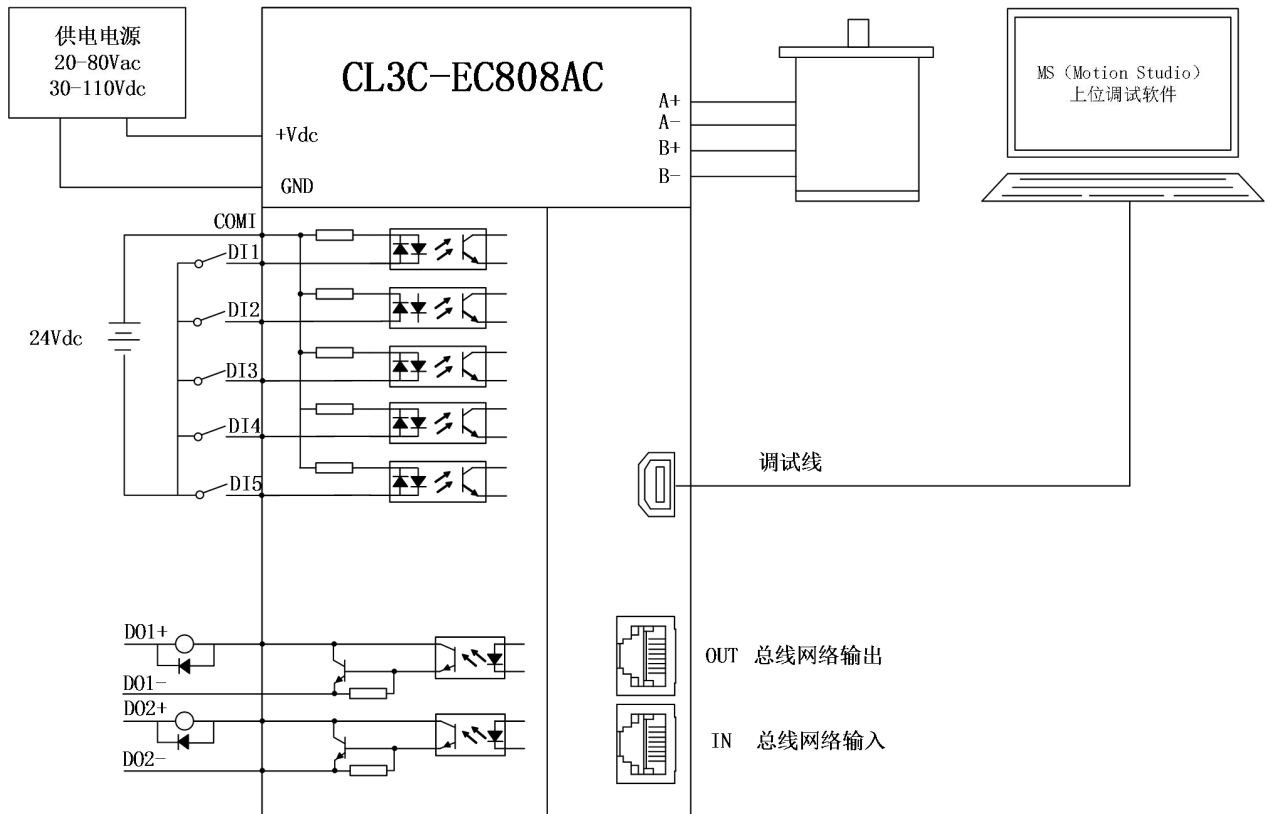 供电电源
20-80Vac
30-110Vdc
CL3C-EC808AC
MS（Motion Studio）
上位调试软件
A+
A-
B+
B-
+Vdc
GND
COMI
DI1
DI2
DI3
DI4
DI5
24Vdc
调试线
DO1+
DO1-
DO2+
DO2-
OUT 总线网络输出
IN 总线网络输入